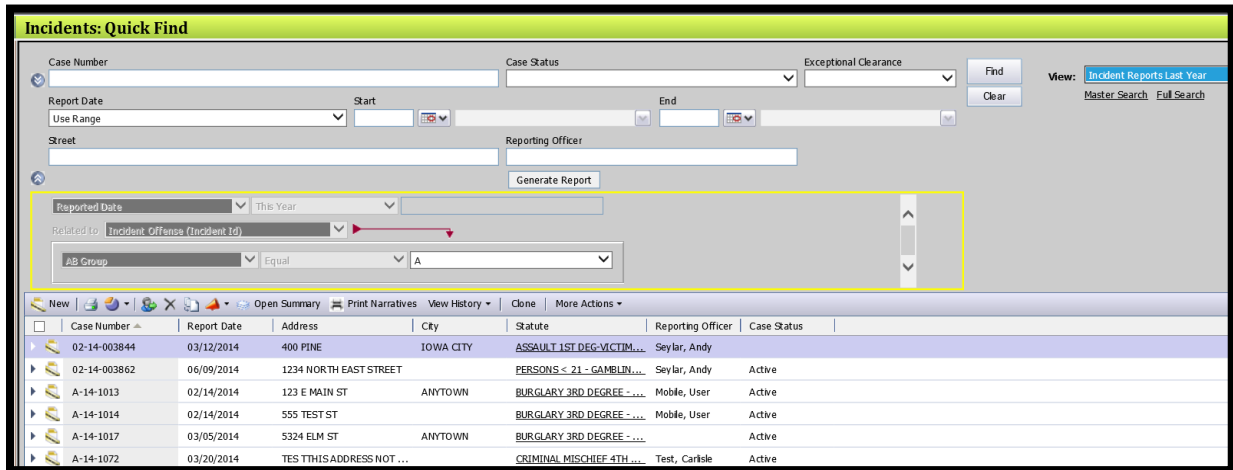 Incidents: Quick Find
Case Number Case Status Exceptional Clearance
Find View: Incident Reports Last Year
Clear Master Search Full Search
Report Date Start End
Use Range
Street Reporting Officer
Generate Report
Reported Date This Year
Related to Incident Offense (Incident Id)
AB Group Equal A
New Open Summary Print Narratives View History Clone More Actions
Case Number Report Date Address City Statute Reporting Officer Case Status
02-14-003844 03/12/2014 400 PINE IOWA CITY ASSAULT 1ST DEG-VICTIM... Seylar, Andy
02-14-003862 06/09/2014 1234 NORTH EAST STREET PERSONS < 21 - GAMBLIN... Seylar, Andy Active
A-14-1013 02/14/2014 123 E MAIN ST ANYTOWN BURGLARY 3RD DEGREE - ... Mobile, User Active
A-14-1014 02/14/2014 555 TEST ST BURGLARY 3RD DEGREE - ... Mobile, User Active
A-14-1017 03/05/2014 5324 ELM ST ANYTOWN BURGLARY 3RD DEGREE - ... Active
A-14-1072 03/20/2014 TES TTHIS ADDRESS NOT ... CRIMINAL MISCHIEF 4TH ... Test, Carlisle Active